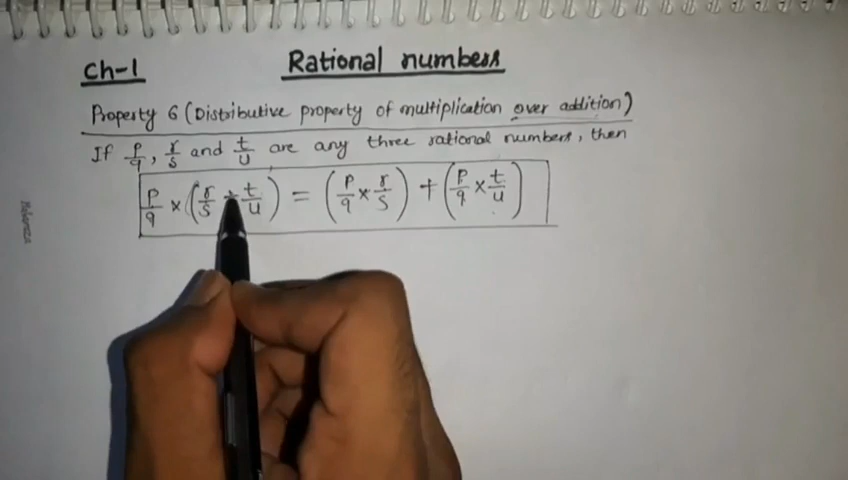 Ch-1 Rational numbers
Property 6 (Distributive property of multiplication over addition)
If p/q, r/s and t/u are any three rational numbers, then
p/q × (r/s + t/u) = (p/q × r/s) + (p/q × t/u)